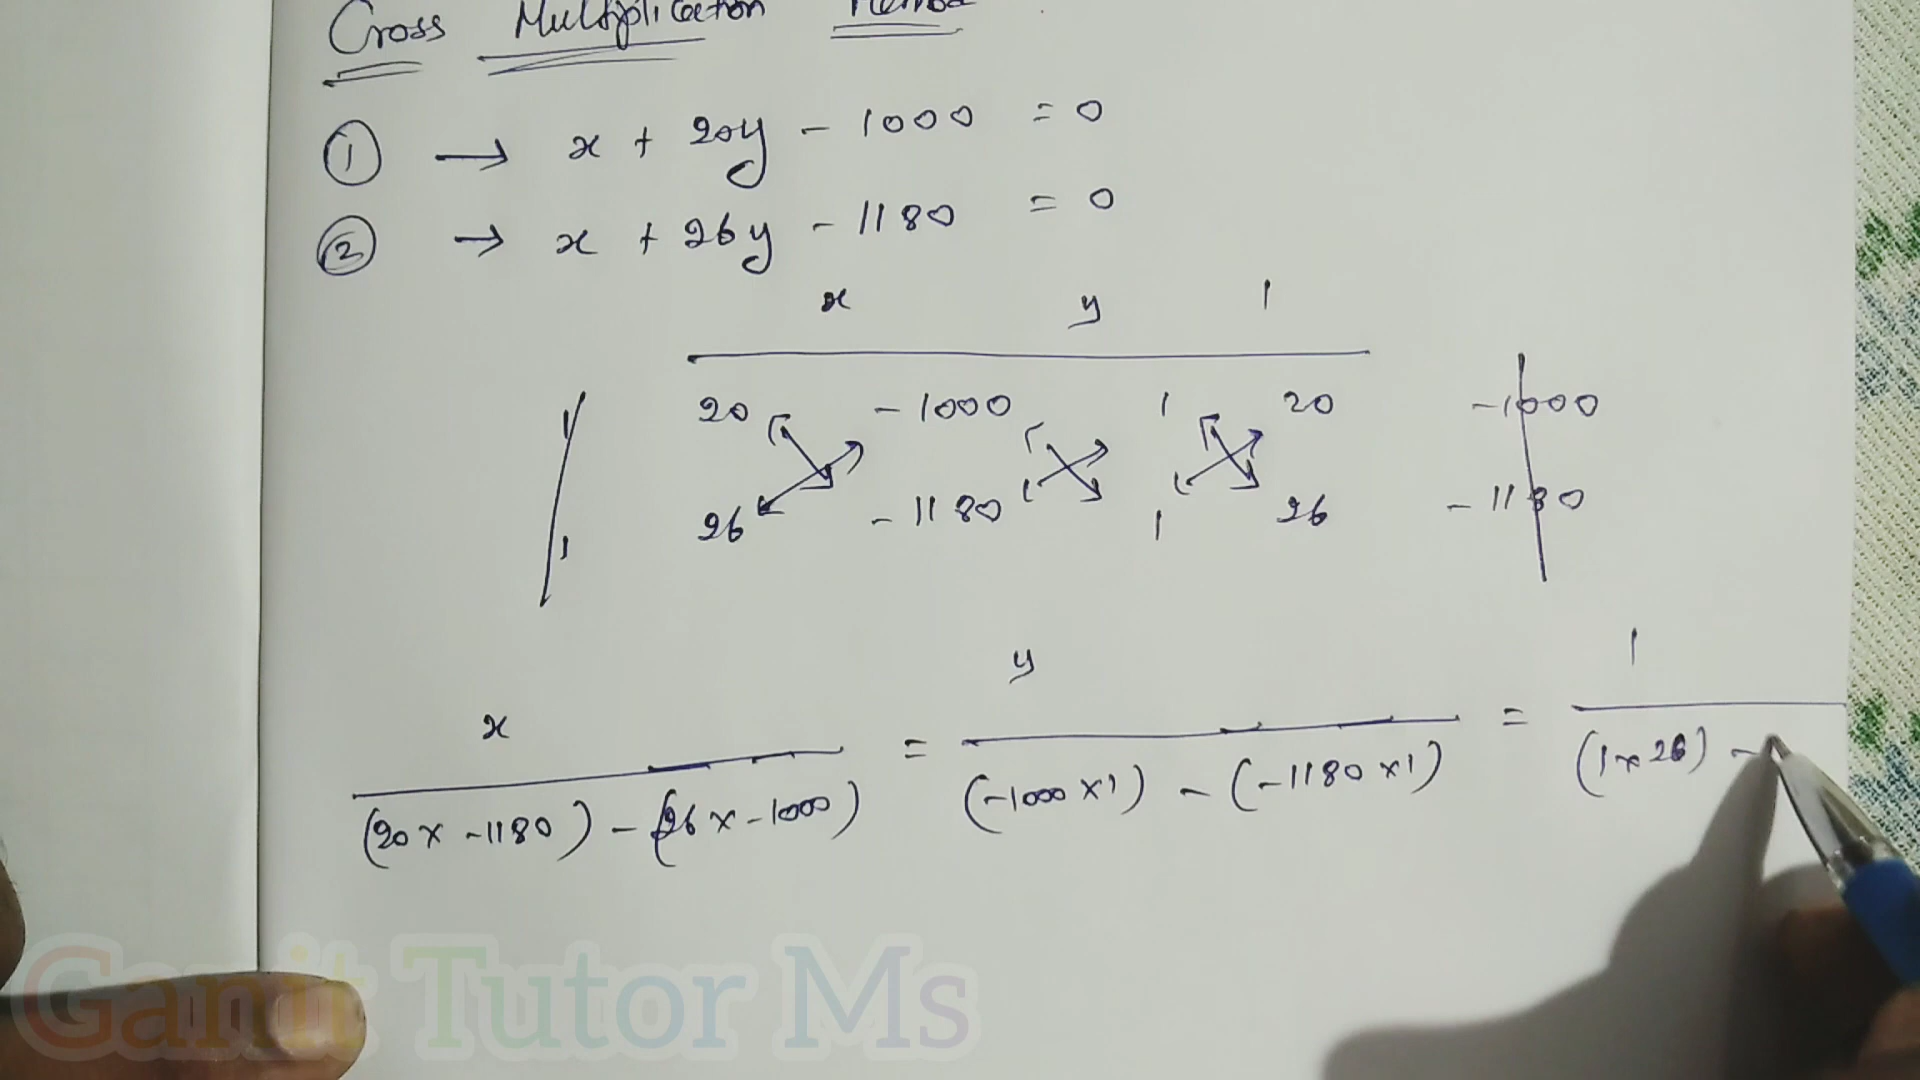 Cross Multiplication Method
① → x + 20y - 1000 = 0
② → x + 26y - 1180 = 0
x y 1
1 20 -1000 1 20 -1000
1 26 -1180 1 26 -1180
x / (20 x -1180) - (26 x -1000) = y / (-1000 x 1) - (-1180 x 1) = 1 / (1 x 26) -
Ganit Tutor Ms